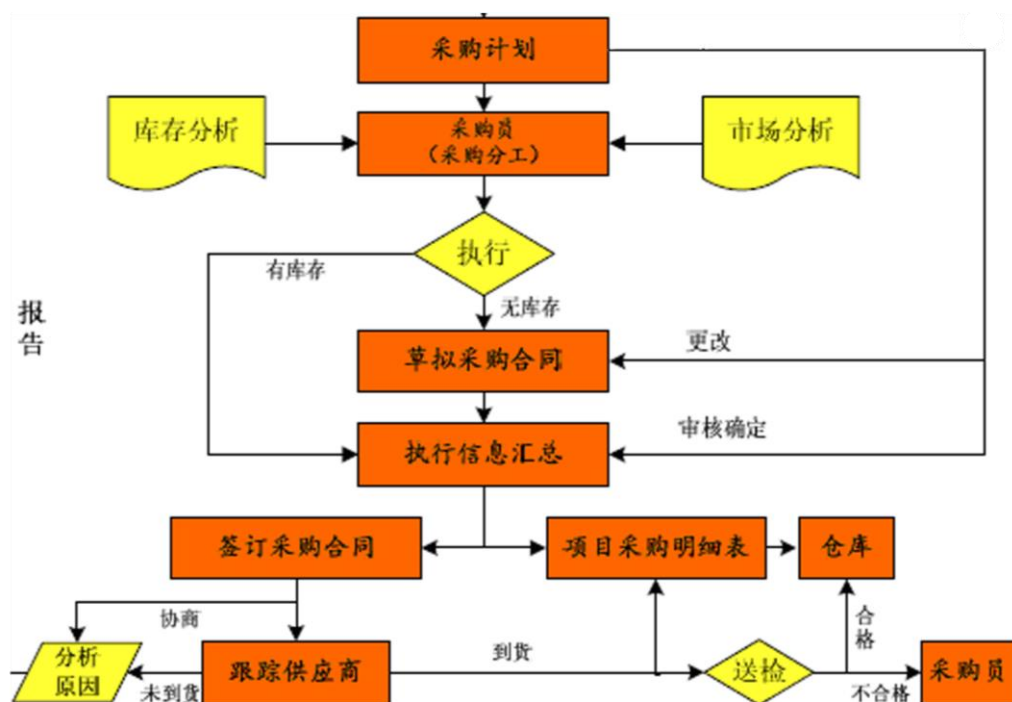 采购计划
库存分析
采购员
（采购分工）
市场分析
执行
有库存
无库存
报
告
草拟采购合同
更改
执行信息汇总
审核确定
签订采购合同
项目采购明细表
仓库
协商
合
格
分析
原因
未到货
跟踪供应商
到货
送检
不合格
采购员